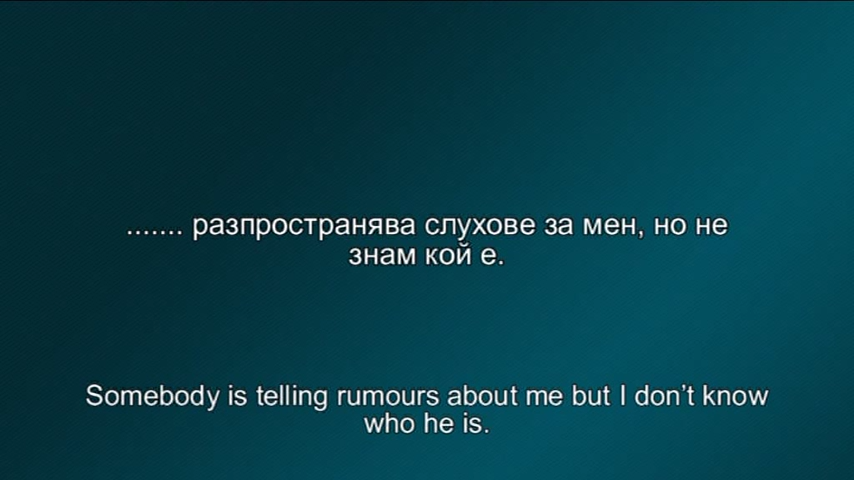 ....... разпространява слухове за мен, но не
знам кой е.
Somebody is telling rumours about me but I don’t know
who he is.